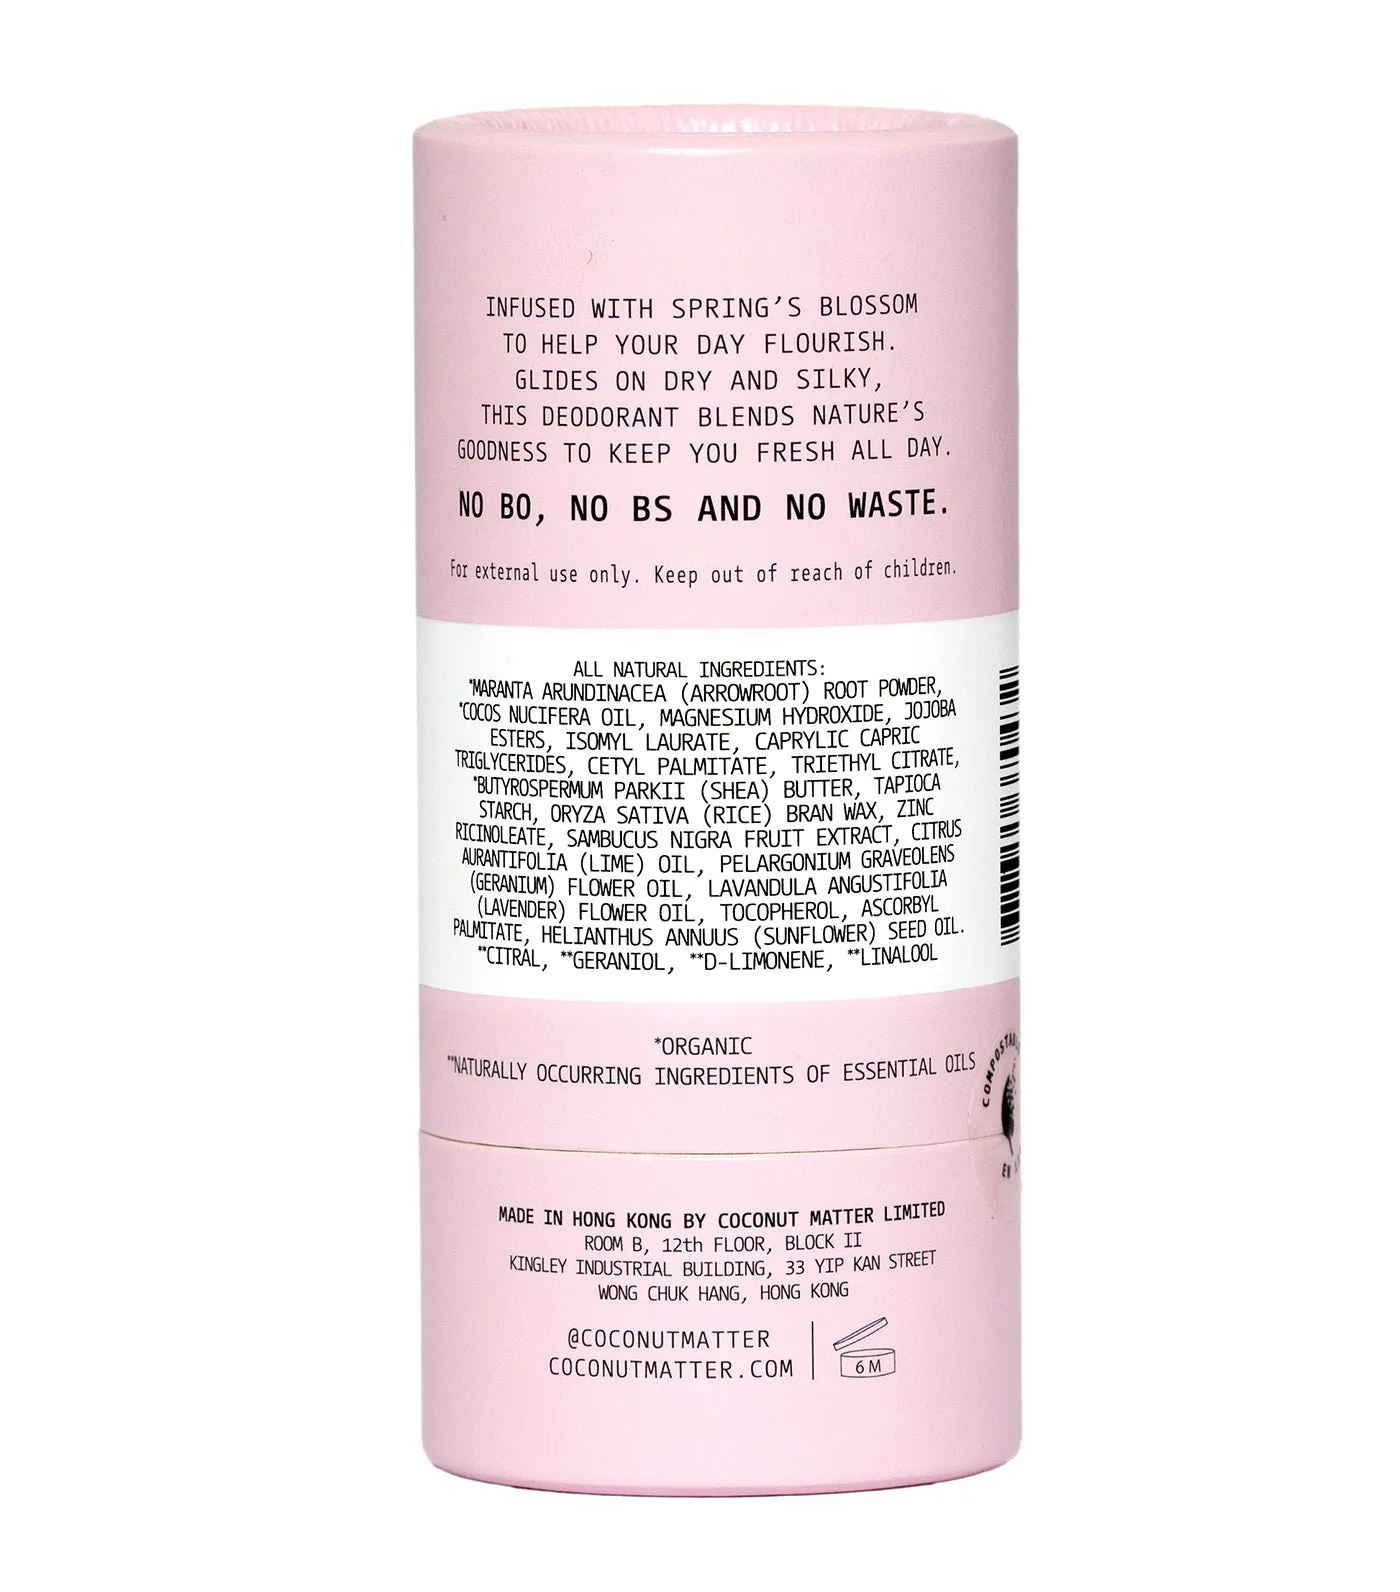 INFUSED WITH SPRING'S BLOSSOM
TO HELP YOUR DAY FLOURISH.
GLIDES ON DRY AND SILKY,
THIS DEODORANT BLENDS NATURE'S
GOODNESS TO KEEP YOU FRESH ALL DAY.
NO BO, NO BS AND NO WASTE.
For external use only. Keep out of reach of children.
ALL NATURAL INGREDIENTS:
*MARANTA ARUNDINACEA (ARROWROOT) ROOT POWDER,
*COCOS NUCIFERA OIL, MAGNESIUM HYDROXIDE, JOJOBA
ESTERS, ISOMYL LAURATE, CAPRYLIC CAPRIC
TRIGLYCERIDES, CETYL PALMITATE, TRIETHYL CITRATE,
*BUTYROSPERMUM PARKII (SHEA) BUTTER, TAPIOCA
STARCH, ORYZA SATIVA (RICE) BRAN WAX, ZINC
RICINOLEATE, SAMBUCUS NIGRA FRUIT EXTRACT, CITRUS
AURANTIFOLIA (LIME) OIL, PELARGONIUM GRAVEOLENS
(GERANIUM) FLOWER OIL, LAVANDULA ANGUSTIFOLIA
(LAVENDER) FLOWER OIL, TOCOPHEROL, ASCORBYL
PALMITATE, HELIANTHUS ANNUUS (SUNFLOWER) SEED OIL.
**CITRAL, **GERANIOL, **D-LIMONENE, **LINALOOL
*ORGANIC
**NATURALLY OCCURRING INGREDIENTS OF ESSENTIAL OILS
MADE IN HONG KONG BY COCONUT MATTER LIMITED
ROOM B, 12th FLOOR, BLOCK II
KINGLEY INDUSTRIAL BUILDING, 33 YIP KAN STREET
WONG CHUK HANG, HONG KONG
@COCONUTMATTER
COCONUTMATTER.COM
6 M